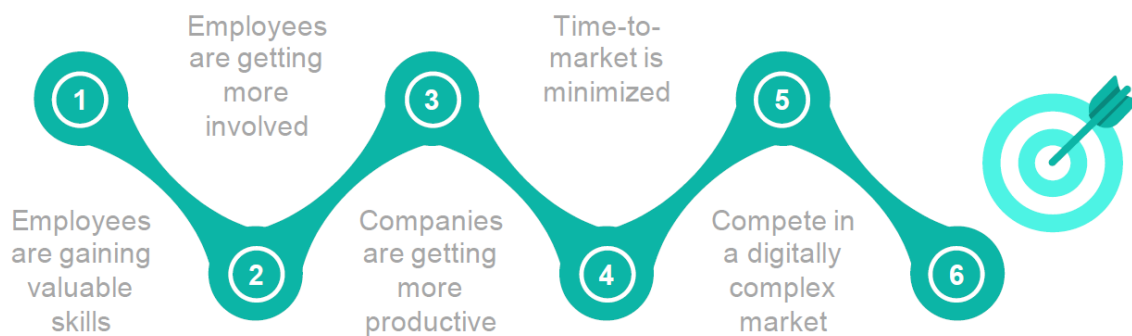 1
Employees
are gaining
valuable
skills
Employees
are getting
more
involved
2
3
Companies
are getting
more
productive
Time-to-
market is
minimized
4
5
Compete in
a digitally
complex
market
6